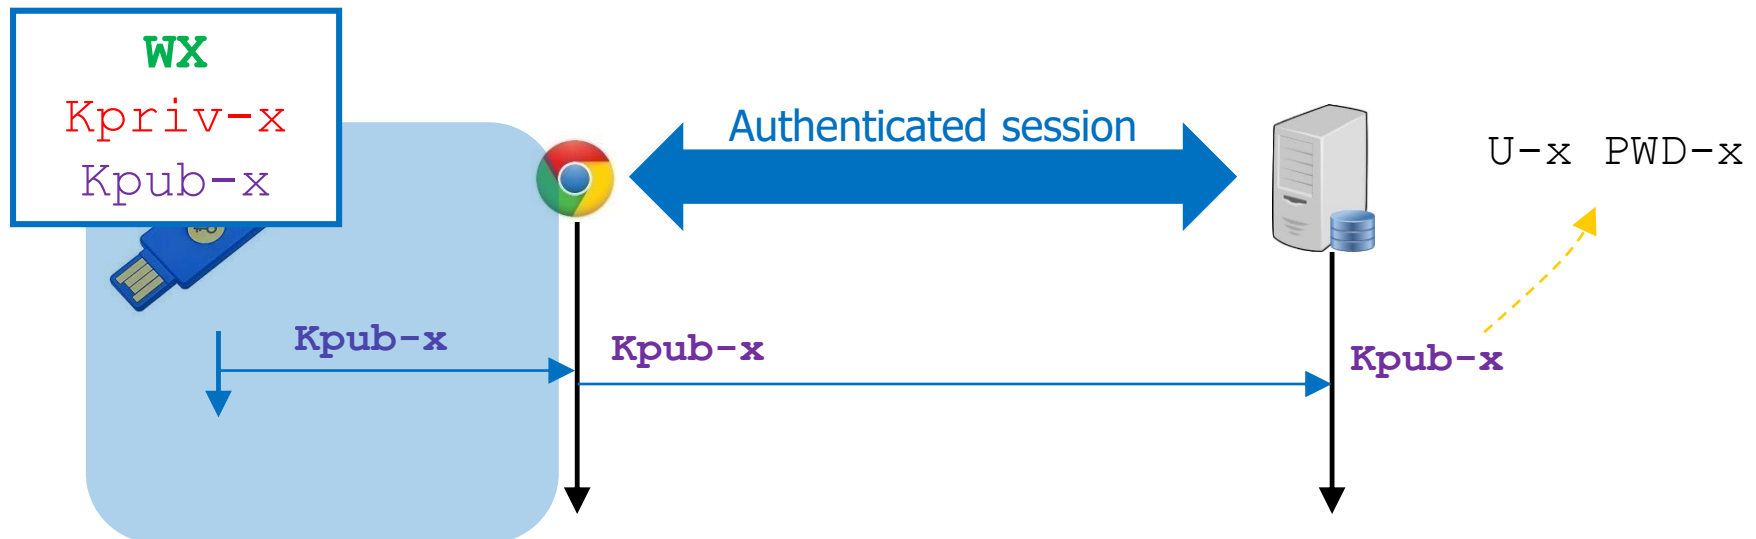 WX
Kpriv-x
Kpub-x
Authenticated session
U-x PWD-x
Kpub-x
Kpub-x
Kpub-x